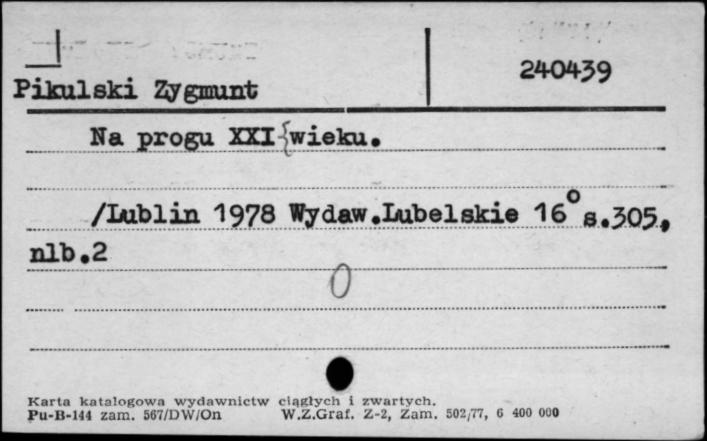 240439
Pikulski Zygmunt
Na progu XXI wieku.
/Lublin 1978 Wydaw.Lubelskie 16° s.305,
nlb.2
0
Karta katalogowa wydawnictw ciągłych i zwartych.
Pu-B-144 zam. 567/DW/On W.Z.Graf. Z-2, Zam. 502/77, 6 400 000